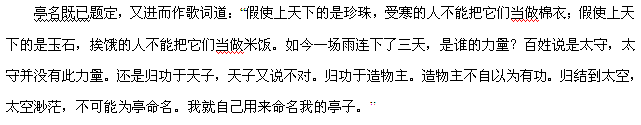 亭名既已题定，又进而作歌词道：“假使上天下的是珍珠，受寒的人不能把它们当做棉衣；假使上天
下的是玉石，挨饿的人不能把它们当做米饭。如今一场雨连下了三天，是谁的力量？百姓说是太守，太
守并没有此力量。还是归功于天子，天子又说不对。归功于造物主。造物主不自以为有功。归结到太空，
太空渺茫，不可能为亭命名。我就自己用来命名我的亭子。”